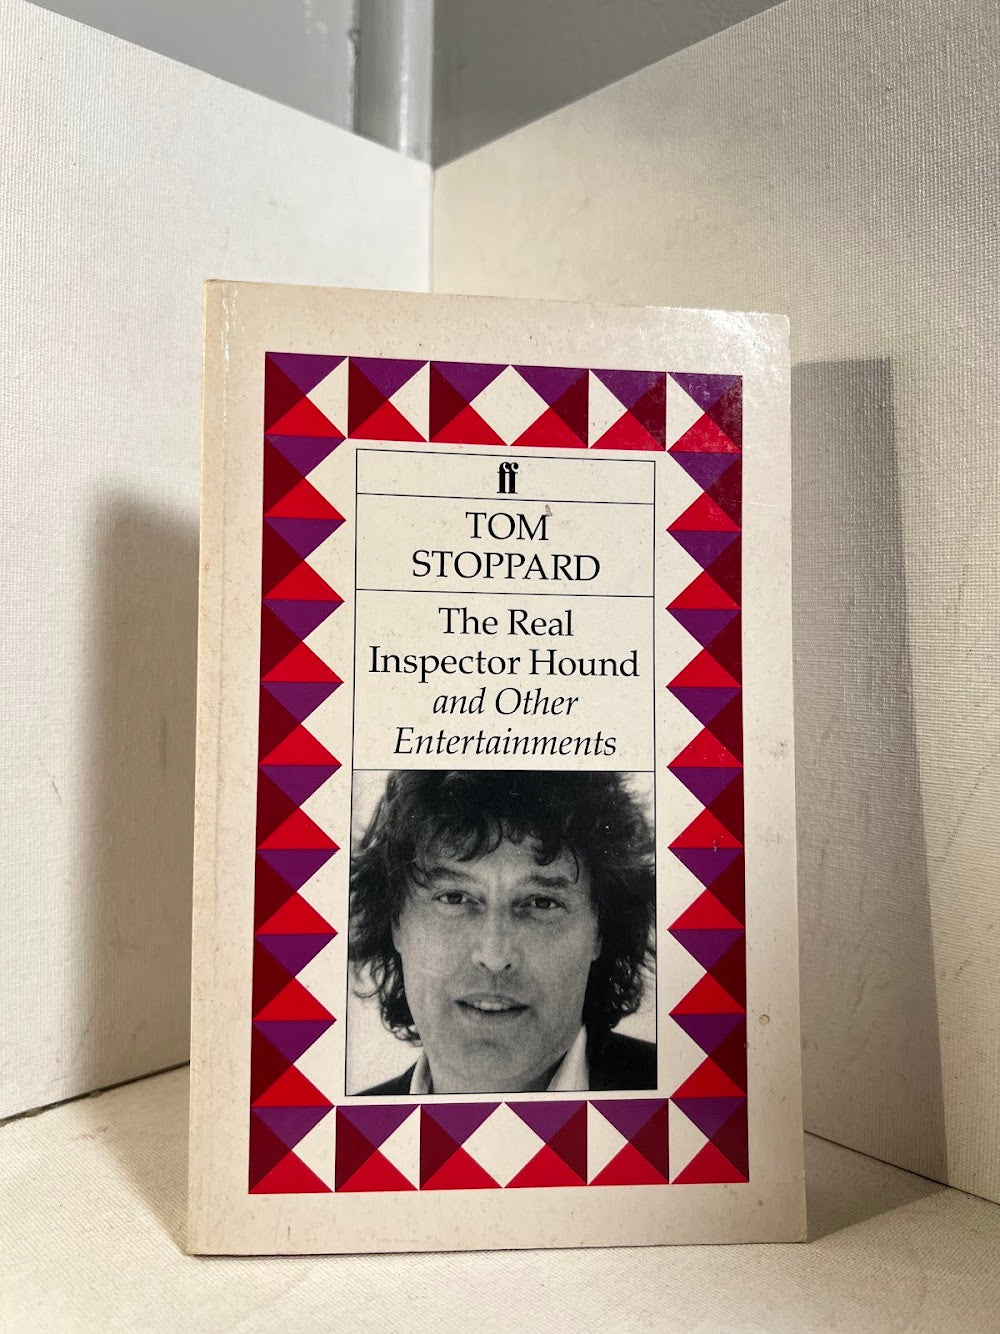 ff
TOM
STOPPARD
The Real
Inspector Hound
and Other
Entertainments